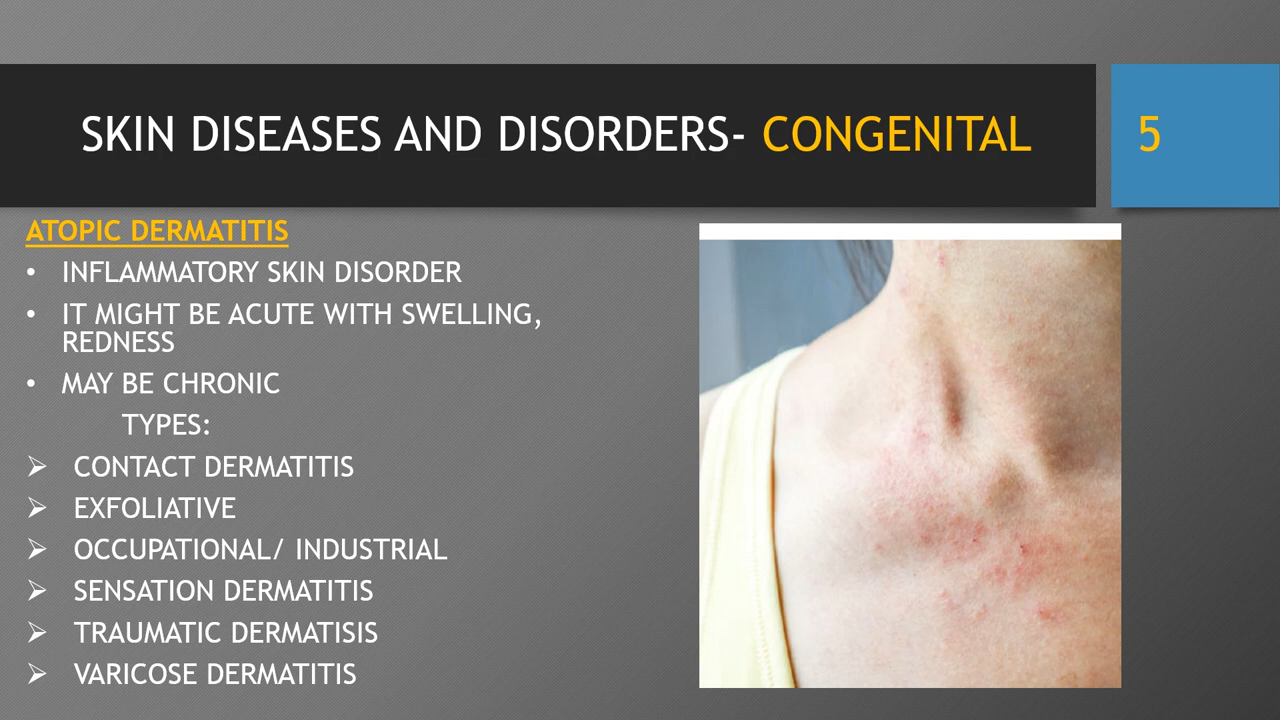 SKIN DISEASES AND DISORDERS- CONGENITAL
5
ATOPIC DERMATITIS
• INFLAMMATORY SKIN DISORDER
• IT MIGHT BE ACUTE WITH SWELLING,
REDNESS
• MAY BE CHRONIC
TYPES:
➢ CONTACT DERMATITIS
➢ EXFOLIATIVE
➢ OCCUPATIONAL/ INDUSTRIAL
➢ SENSATION DERMATITIS
➢ TRAUMATIC DERMATISIS
➢ VARICOSE DERMATITIS